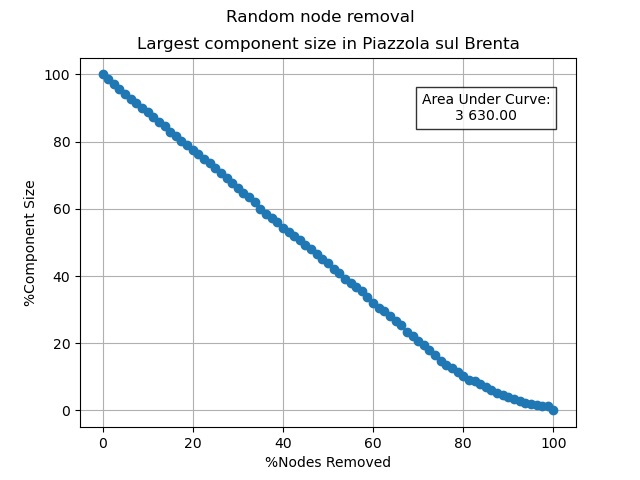 Random node removal
Largest component size in Piazzola sul Brenta
100
80
60
40
20
0
%Component Size
Area Under Curve:
3 630.00
0 20 40 60 80 100
%Nodes Removed